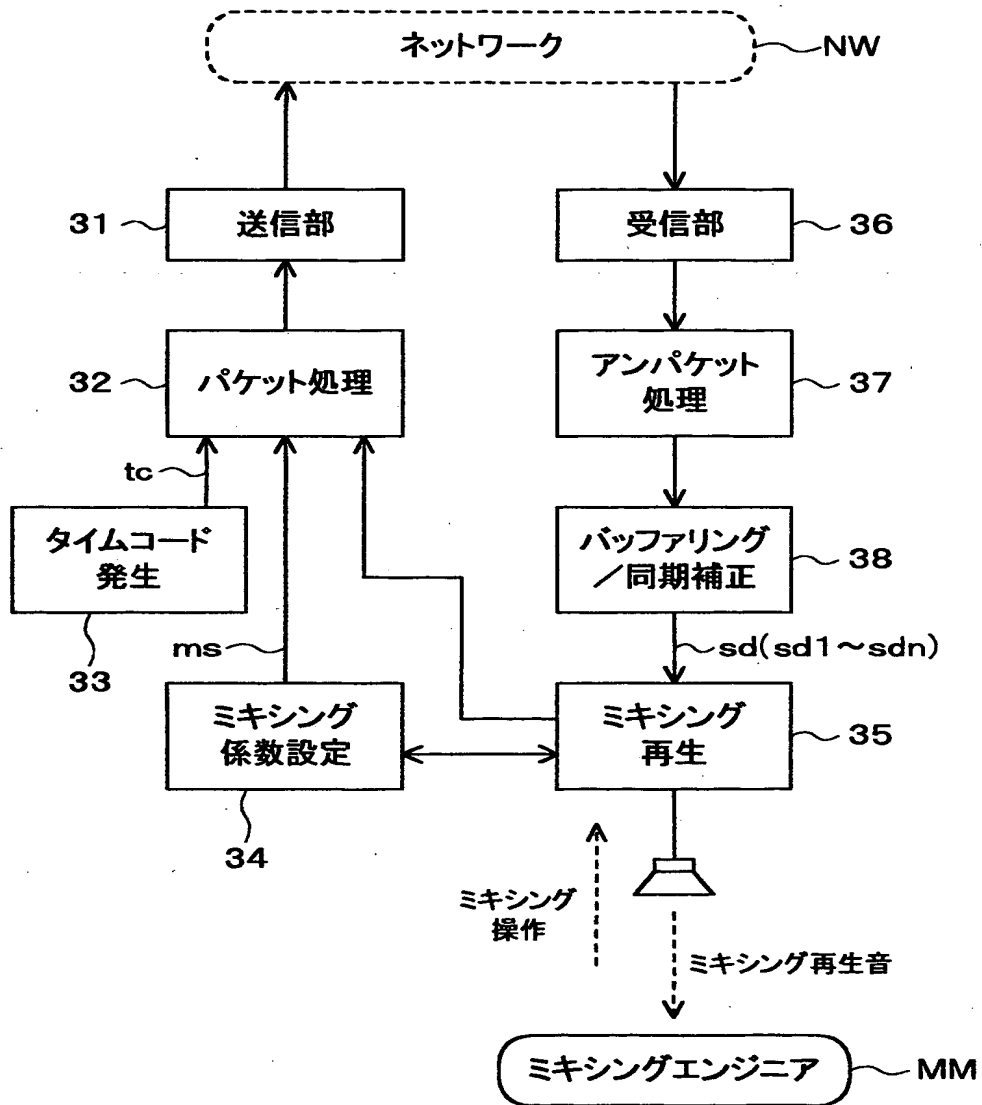 ネットワーク
NW
31
送信部
受信部
36
32
パケット処理
アンパケット
処理
37
tc
タイムコード
発生
33
バッファリング
／同期補正
38
ms
sd(sd1～sdn)
ミキシング
係数設定
34
ミキシング
再生
35
ミキシング
操作
ミキシング再生音
ミキシングエンジニア
MM